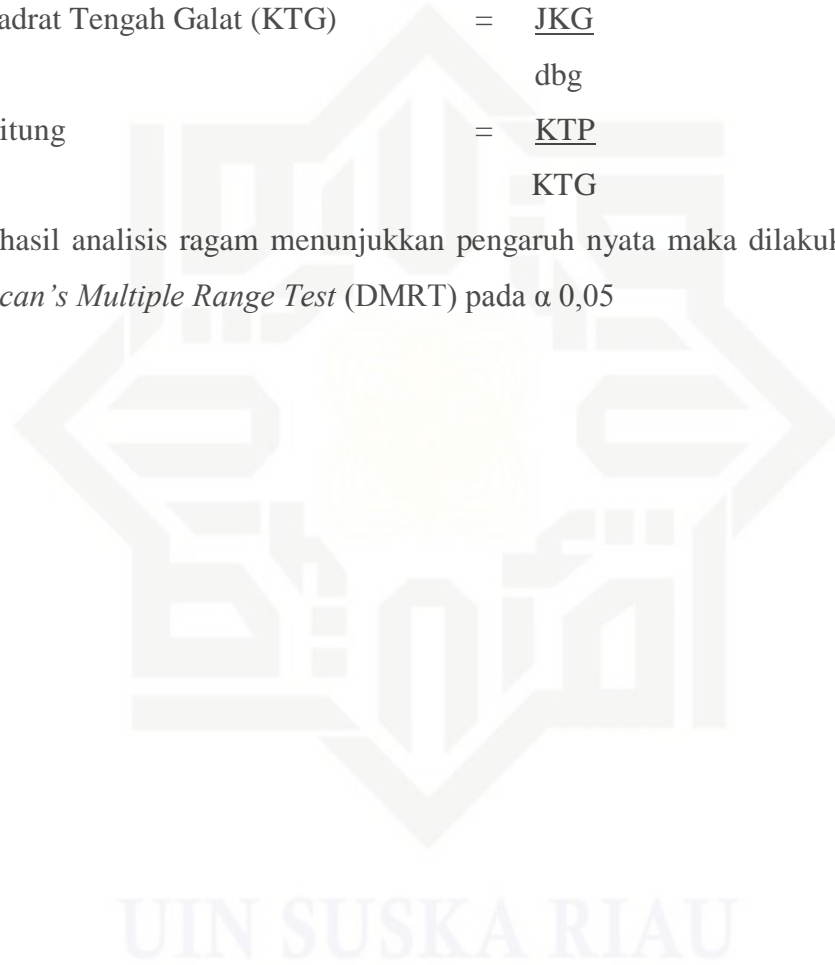 adrat Tengah Galat (KTG) = JKG
dbg
itung = KTP
KTG
hasil analisis ragam menunjukkan pengaruh nyata maka dilakuk
can’s Multiple Range Test (DMRT) pada α 0,05
UIN SUSKA RIAU